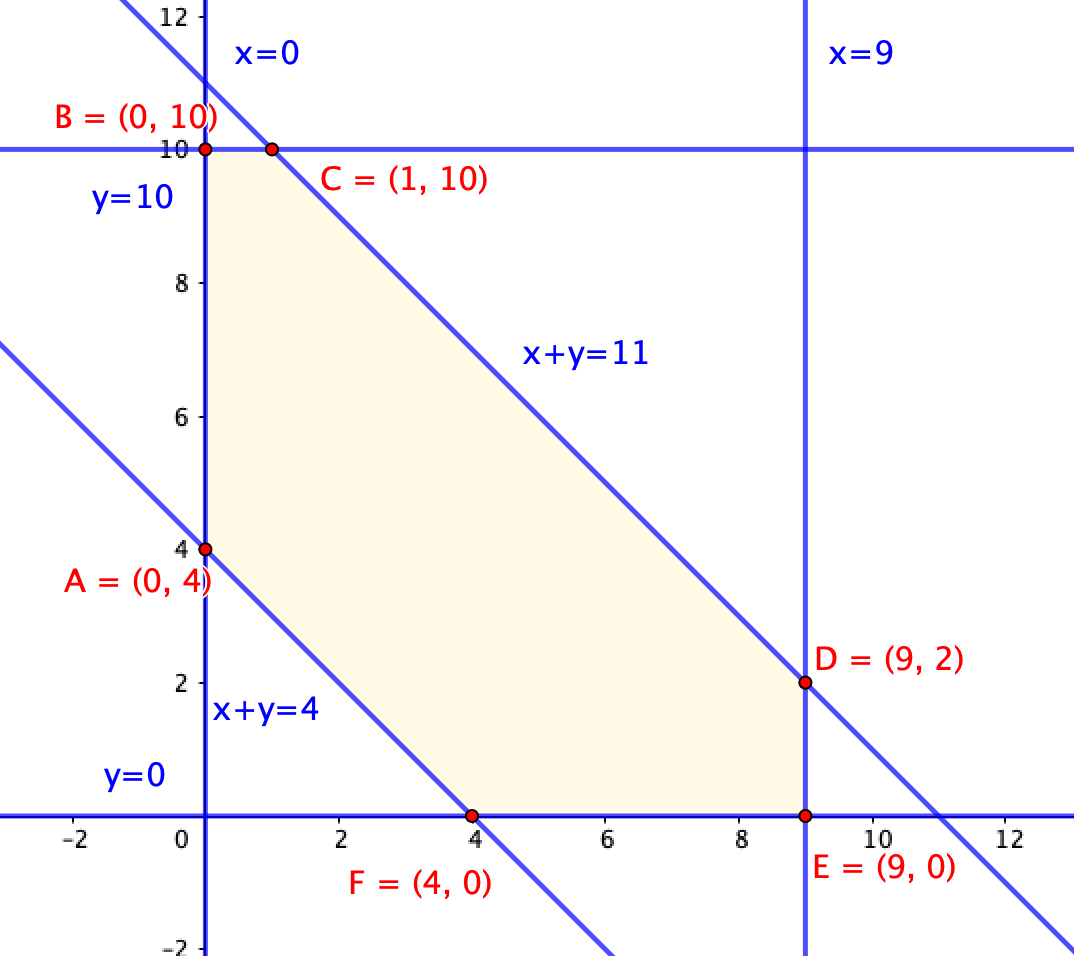 12
x=0
x=9
B = (0, 10)
10
C = (1, 10)
y=10
8
x+y=11
6
4
A = (0, 4)
D = (9, 2)
2
x+y=4
y=0
−2 0 2 4 6 8 10 12
E = (9, 0)
F = (4, 0)
−2